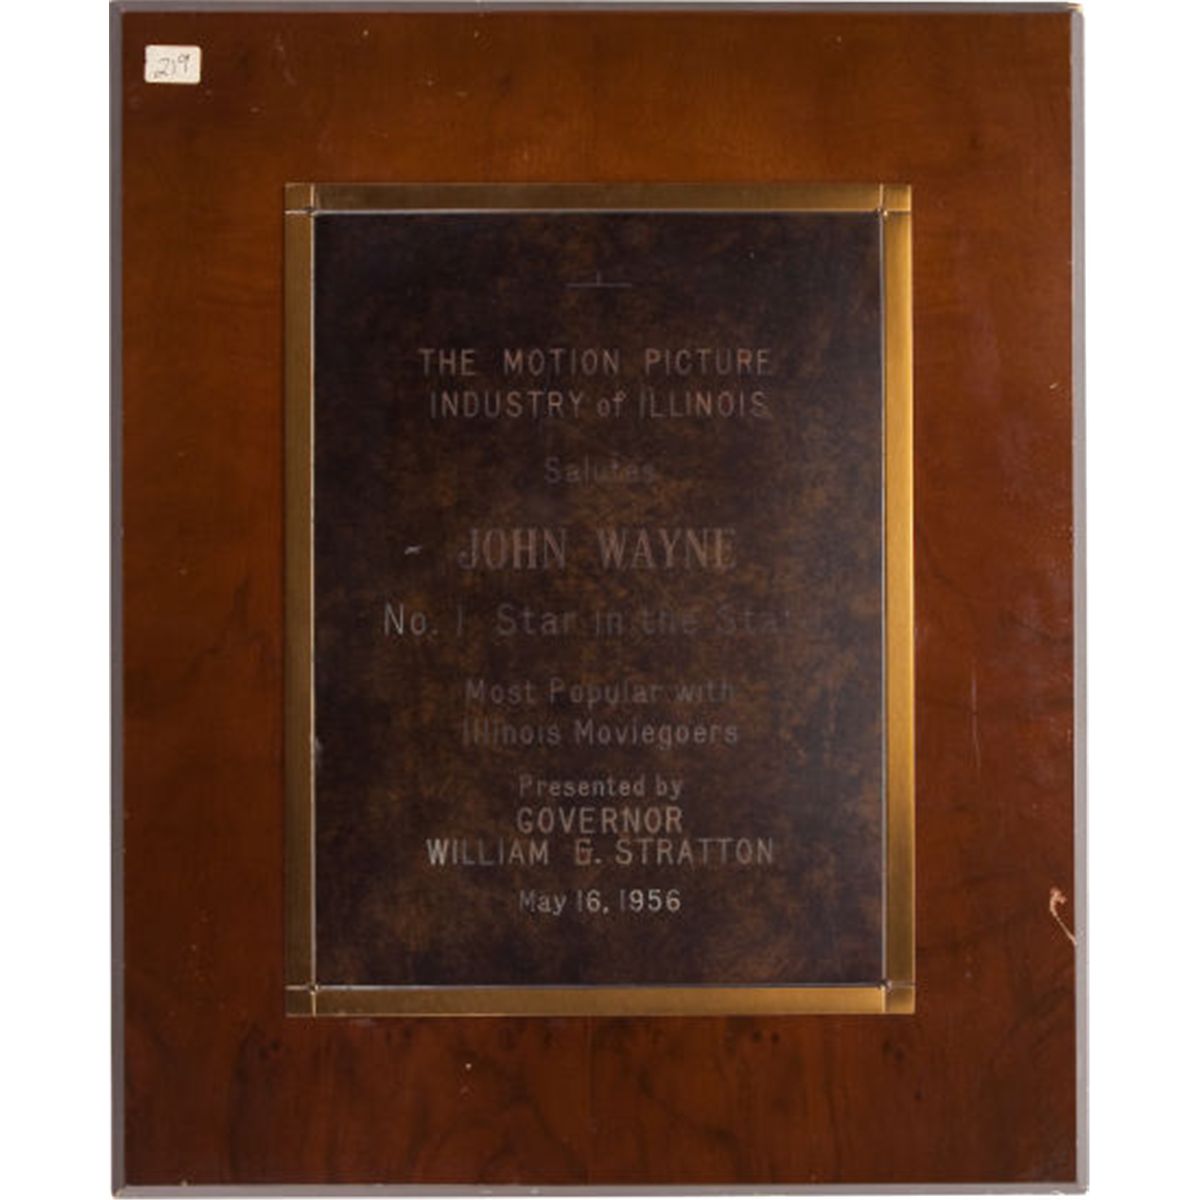 219
THE MOTION PICTURE
INDUSTRY of ILLINOIS
Salutes
JOHN WAYNE
No. 1 Star in the State
Most Popular with
Illinois Moviegoers
Presented by
GOVERNOR
WILLIAM G. STRATTON
May 16, 1956